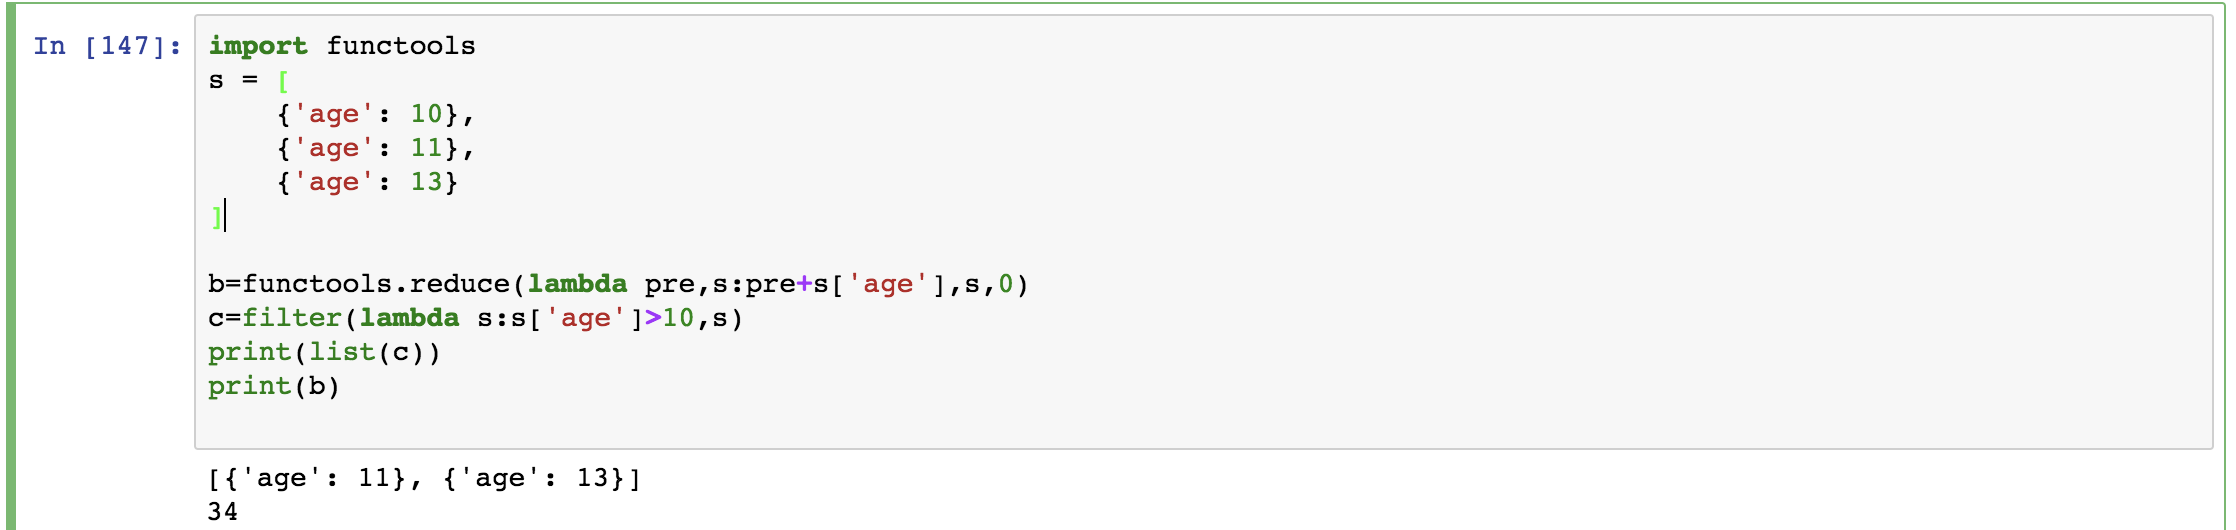 In [147]: import functools
s = [
    {'age': 10},
    {'age': 11},
    {'age': 13}
]
b=functools.reduce(lambda pre,s:pre+s['age'],s,0)
c=filter(lambda s:s['age']>10,s)
print(list(c))
print(b)
[{'age': 11}, {'age': 13}]
34